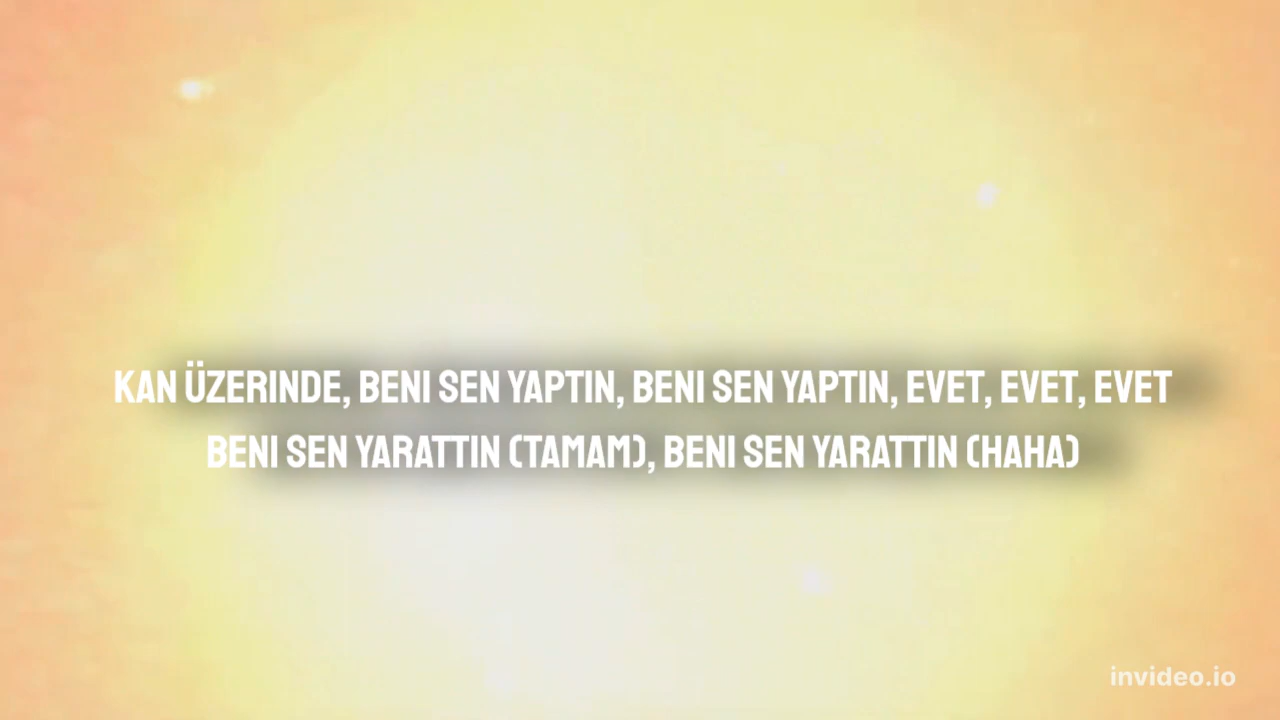 KAN ÜZERINDE, BENI SEN YAPTIN, BENI SEN YAPTIN, EVET, EVET, EVET
BENI SEN YARATTIN (TAMAM), BENI SEN YARATTIN (HAHA)
invideo.io